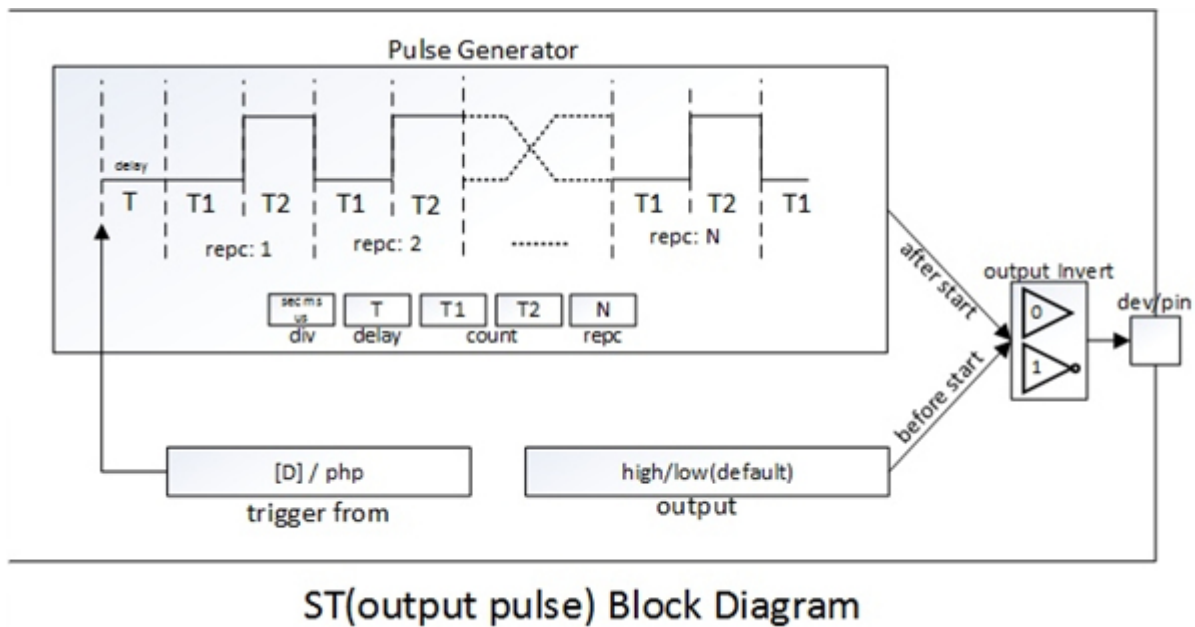 Pulse Generator
delay
T T1 T2 T1 T2 T1 T2 T1
repc: 1 repc: 2 ........ repc: N
sec ms
us T T1 T2 N
div delay count repc
after start
before start
output Invert
0
1
dev/pin
[D] / php
trigger from
high/low(default)
output
ST(output pulse) Block Diagram